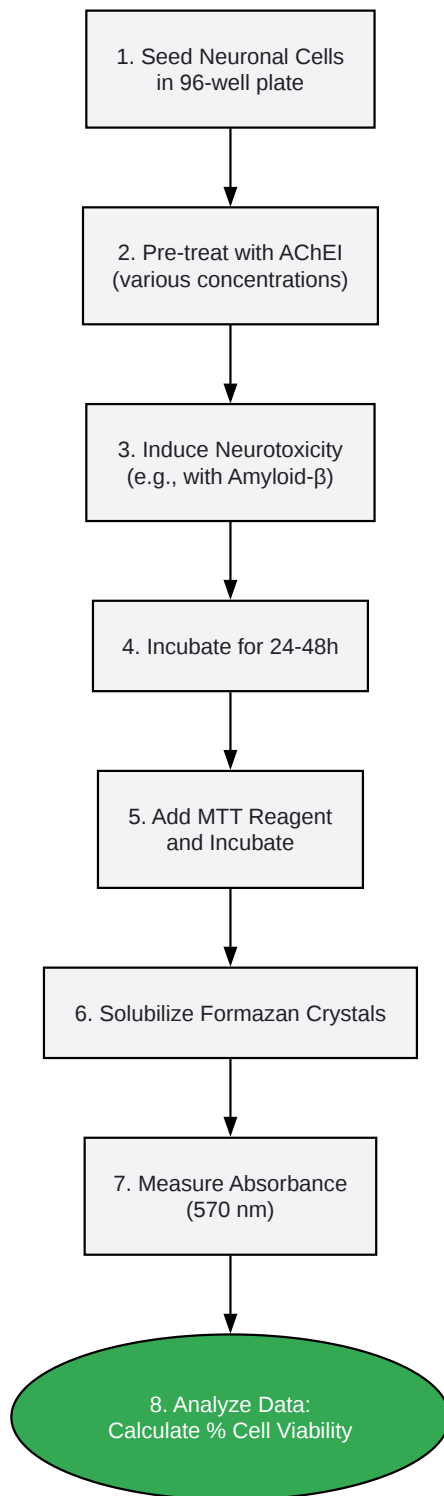 1. Seed Neuronal Cells
in 96-well plate
2. Pre-treat with AChEI
(various concentrations)
3. Induce Neurotoxicity
(e.g., with Amyloid-β)
4. Incubate for 24-48h
5. Add MTT Reagent
and Incubate
6. Solubilize Formazan Crystals
7. Measure Absorbance
(570 nm)
8. Analyze Data:
Calculate % Cell Viability